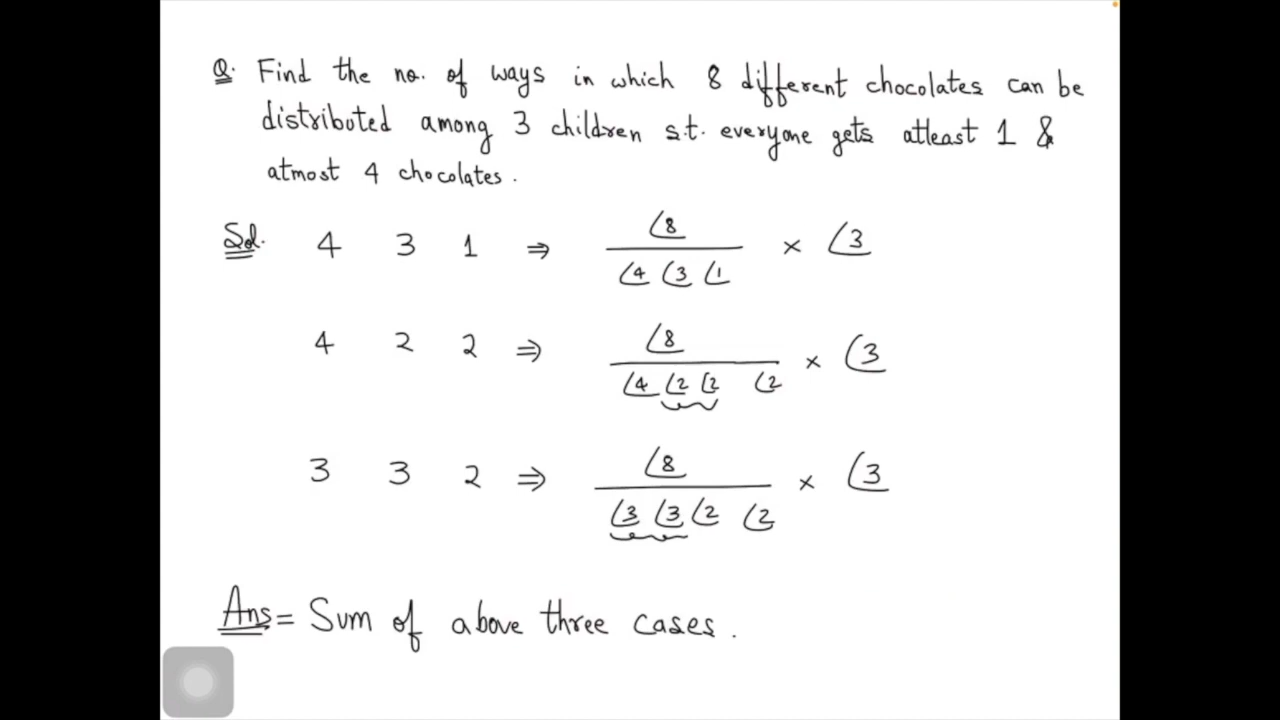 Q. Find the no. of ways in which 8 different chocolates can be
distributed among 3 children s.t. everyone gets atleast 1 &
atmost 4 chocolates.
Sol. 4 3 1 ⇒ ∠8 / ∠4 ∠3 ∠1 × ∠3
4 2 2 ⇒ ∠8 / ∠4 ∠2 ∠2 ∠2 × ∠3
3 3 2 ⇒ ∠8 / ∠3 ∠3 ∠2 ∠2 × ∠3
Ans = Sum of above three cases.